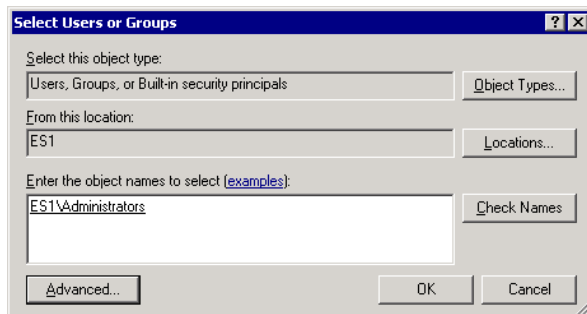 Select Users or Groups
Select this object type:
Users, Groups, or Built-in security principals
Object Types...
From this location:
ES1
Locations...
Enter the object names to select (examples):
ES1\Administrators
Check Names
Advanced...
OK
Cancel